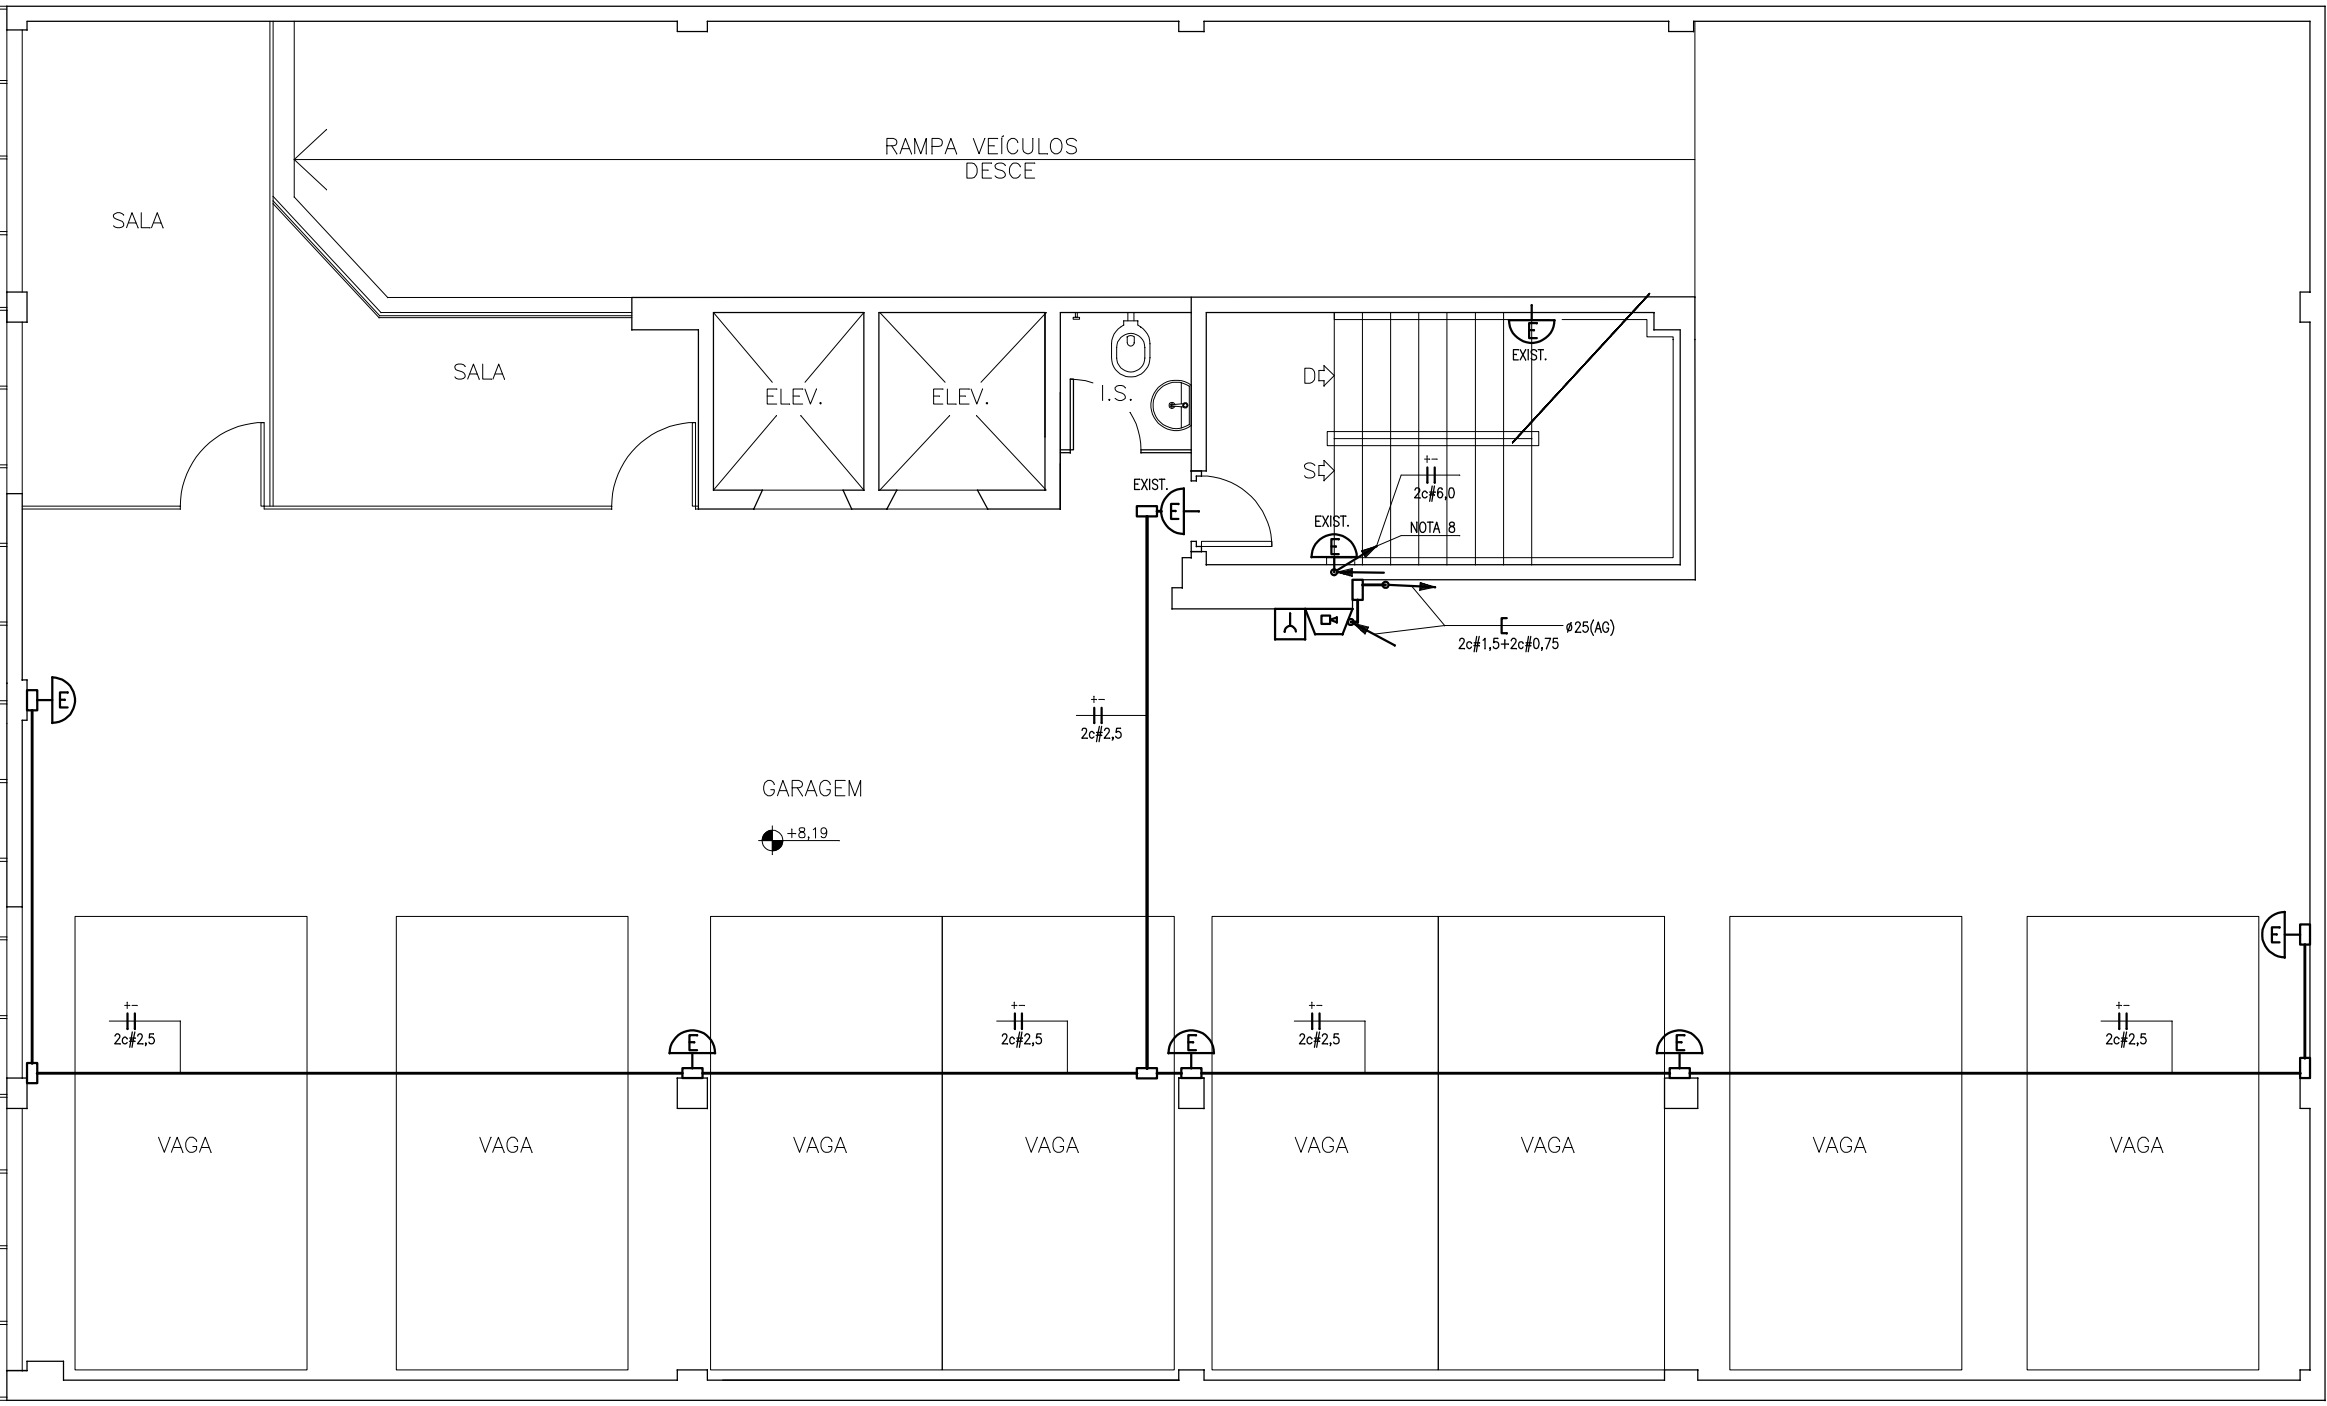 RAMPA VEÍCULOS
DESCE
SALA
SALA
ELEV.
ELEV.
I.S.
D
S
E
EXIST.
+-
2c#6,0
NOTA 8
EXIST.
E
EXIST.
E
E
ø25(AG)
2c#1,5+2c#0,75
E
+-
2c#2,5
GARAGEM
+8,19
E
+-
2c#2,5
+-
2c#2,5
+-
2c#2,5
+-
2c#2,5
E
E
E
VAGA
VAGA
VAGA
VAGA
VAGA
VAGA
VAGA
VAGA